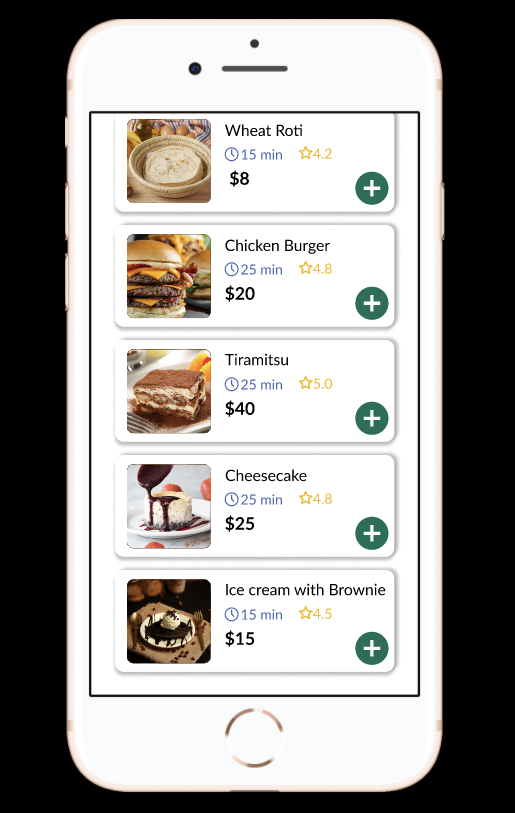 Wheat Roti
15 min 4.2
$8
Chicken Burger
25 min 4.8
$20
Tiramitsu
25 min 5.0
$40
Cheesecake
25 min 4.8
$25
Ice cream with Brownie
15 min 4.5
$15